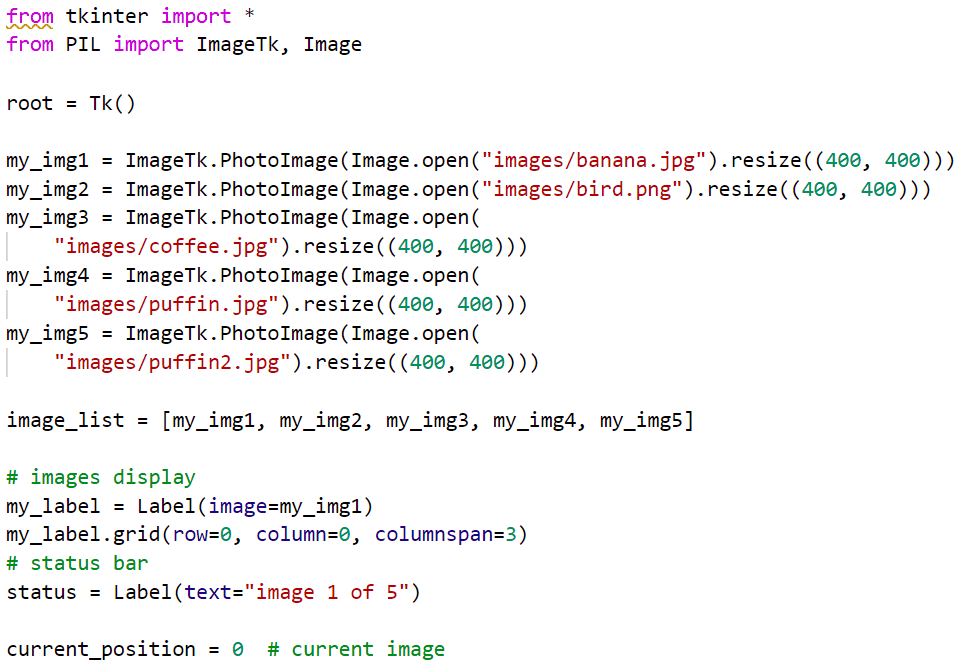 from tkinter import *
from PIL import ImageTk, Image

root = Tk()

my_img1 = ImageTk.PhotoImage(Image.open("images/banana.jpg").resize((400, 400)))
my_img2 = ImageTk.PhotoImage(Image.open("images/bird.png").resize((400, 400)))
my_img3 = ImageTk.PhotoImage(Image.open(
    "images/coffee.jpg").resize((400, 400)))
my_img4 = ImageTk.PhotoImage(Image.open(
    "images/puffin.jpg").resize((400, 400)))
my_img5 = ImageTk.PhotoImage(Image.open(
    "images/puffin2.jpg").resize((400, 400)))

image_list = [my_img1, my_img2, my_img3, my_img4, my_img5]

# images display
my_label = Label(image=my_img1)
my_label.grid(row=0, column=0, columnspan=3)
# status bar
status = Label(text="image 1 of 5")

current_position = 0  # current image